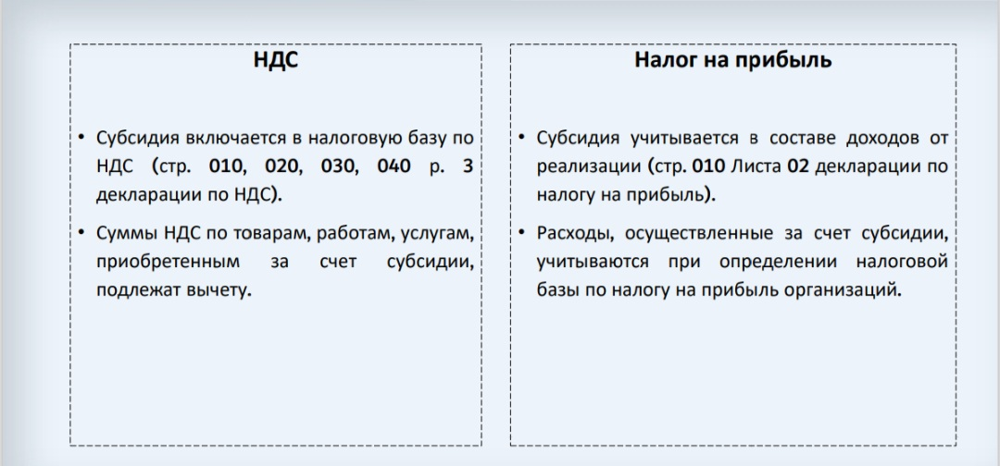 НДС
• Субсидия включается в налоговую базу по
НДС (стр. 010, 020, 030, 040 р. 3
декларации по НДС).
• Суммы НДС по товарам, работам, услугам,
приобретенным за счет субсидии,
подлежат вычету.
Налог на прибыль
• Субсидия учитывается в составе доходов от
реализации (стр. 010 Листа 02 декларации по
налогу на прибыль).
• Расходы, осуществленные за счет субсидии,
учитываются при определении налоговой
базы по налогу на прибыль организаций.